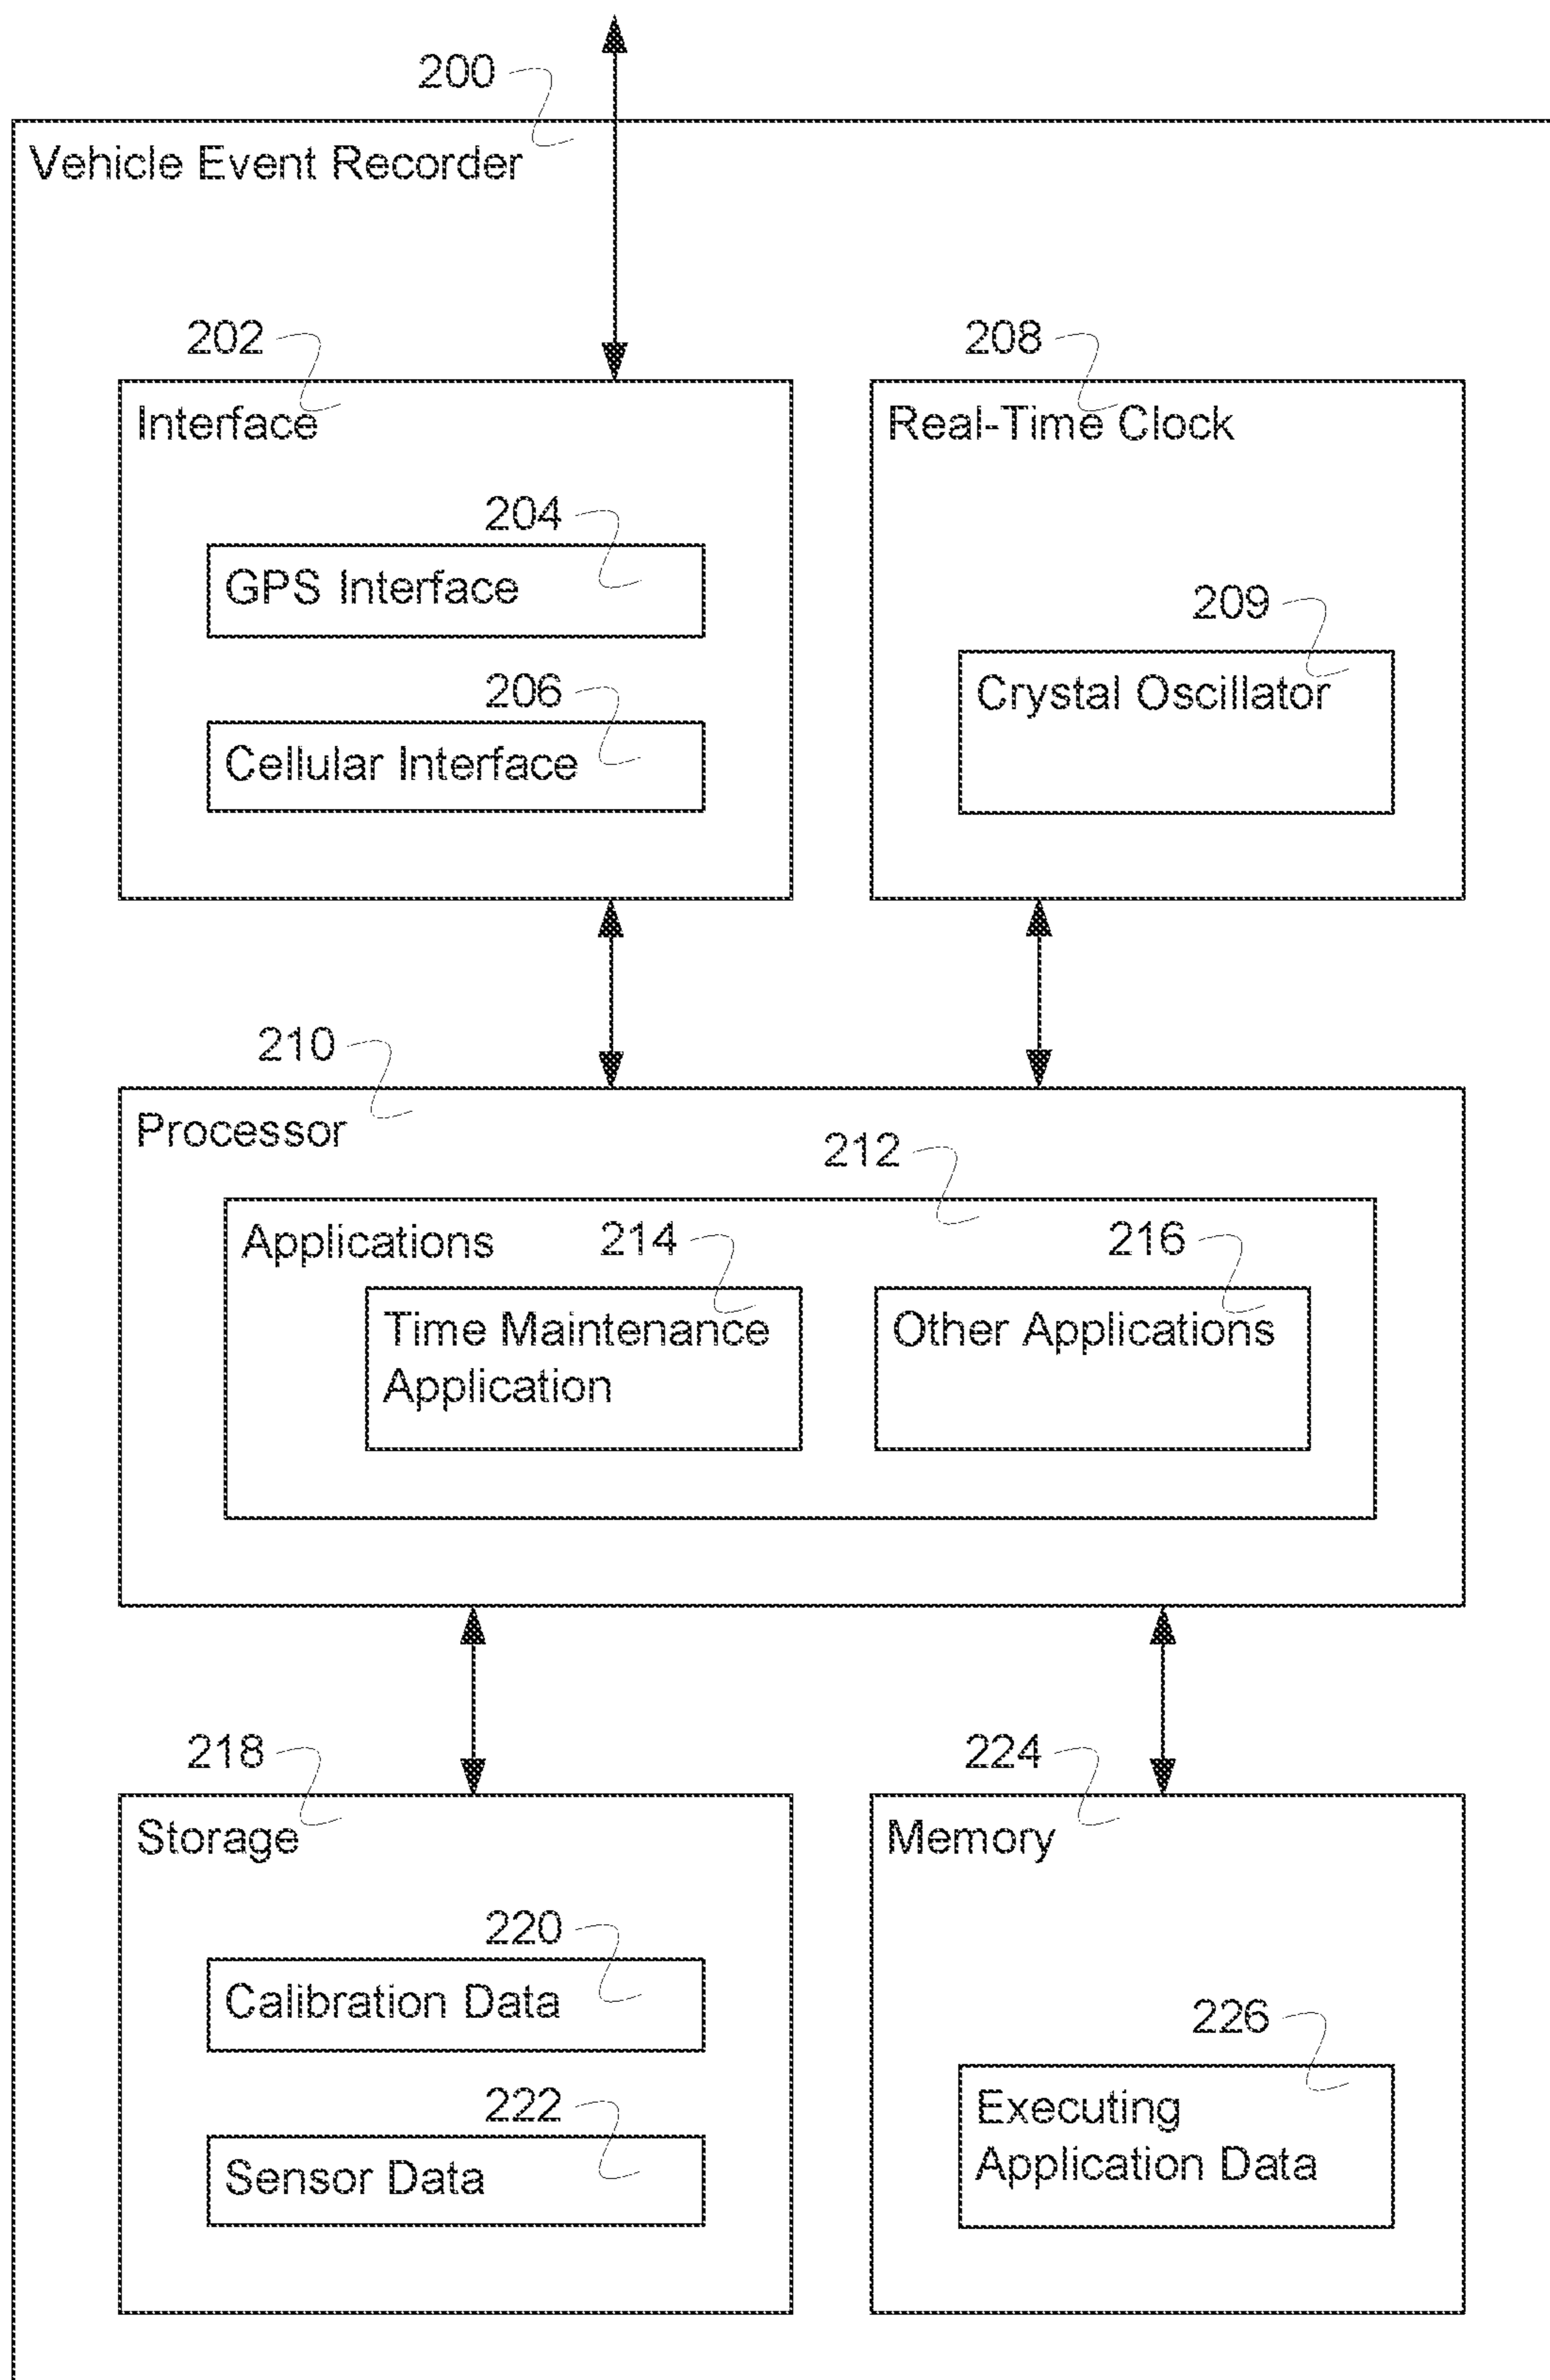 200
Vehicle Event Recorder
202
208
Interface
Real-Time Clock
204
GPS Interface
209
206
Crystal Oscillator
Cellular Interface
210
Processor
212
Applications
214
216
Time Maintenance
Application
Other Applications
218
224
Storage
Memory
220
Calibration Data
226
222
Executing
Application Data
Sensor Data